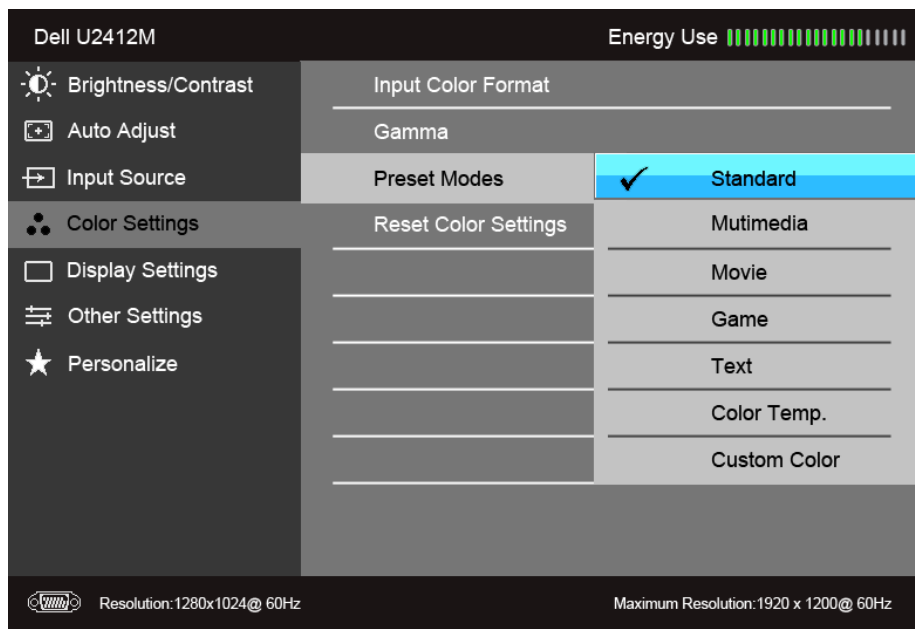 Dell U2412M
Energy Use
Brightness/Contrast
Auto Adjust
Input Source
Color Settings
Display Settings
Other Settings
Personalize
Input Color Format
Gamma
Preset Modes
Reset Color Settings
Standard
Mutimedia
Movie
Game
Text
Color Temp.
Custom Color
Resolution:1280x1024@ 60Hz
Maximum Resolution:1920 x 1200@ 60Hz